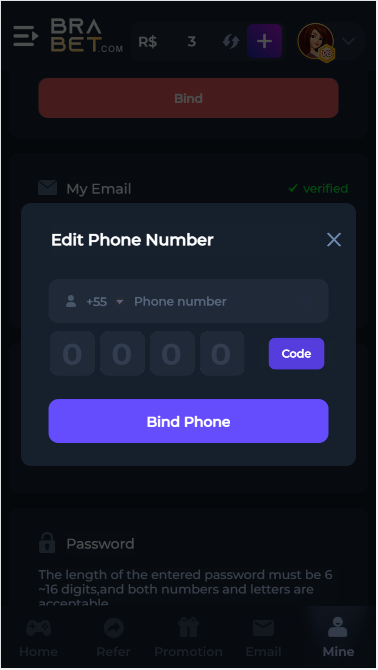 BRA
BET.COM
R$ 3
Bind
My Email
✔ verified
Edit Phone Number
+55 Phone number
0 0 0 0
Code
Bind Phone
Password
The length of the entered password must be 6
~16 digits,and both numbers and letters are
acceptable
Home Refer Promotion Email Mine